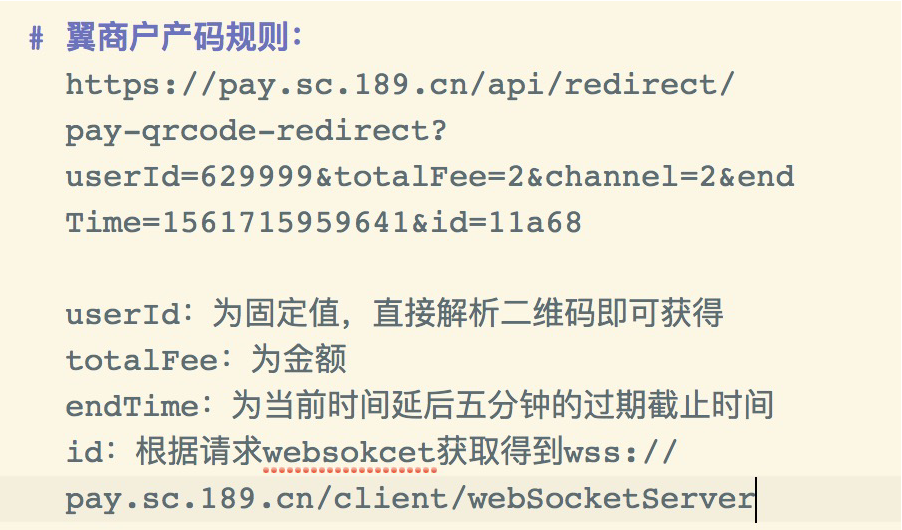 # 翼商户产码规则：
https://pay.sc.189.cn/api/redirect/
pay-qrcode-redirect?
userId=629999&totalFee=2&channel=2&end
Time=1561715959641&id=11a68
userId：为固定值，直接解析二维码即可获得
totalFee：为金额
endTime：为当前时间延后五分钟的过期截止时间
id：根据请求websokcet获取得到wss://
pay.sc.189.cn/client/webSocketServer